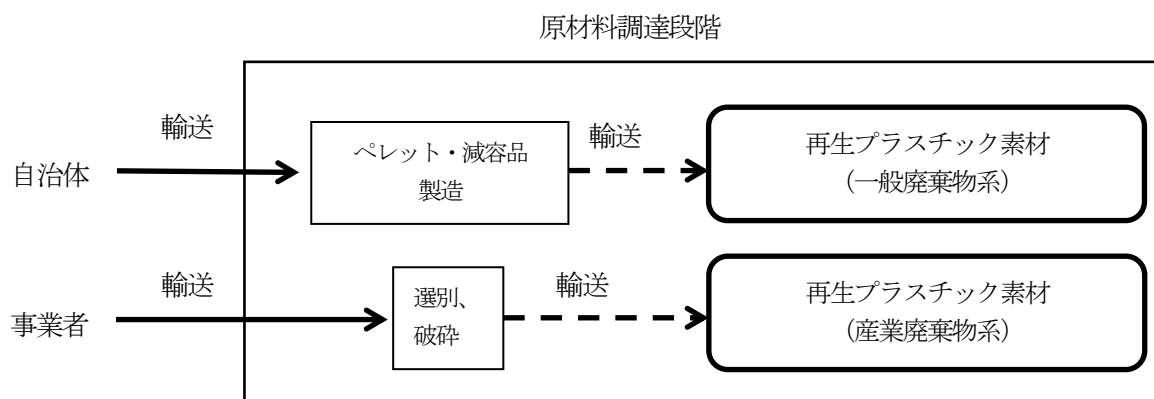 原材料調達段階
輸送
輸送
自治体
ペレット・減容品
製造
再生プラスチック素材
（一般廃棄物系）
輸送
輸送
事業者
選別、
破砕
再生プラスチック素材
（産業廃棄物系）